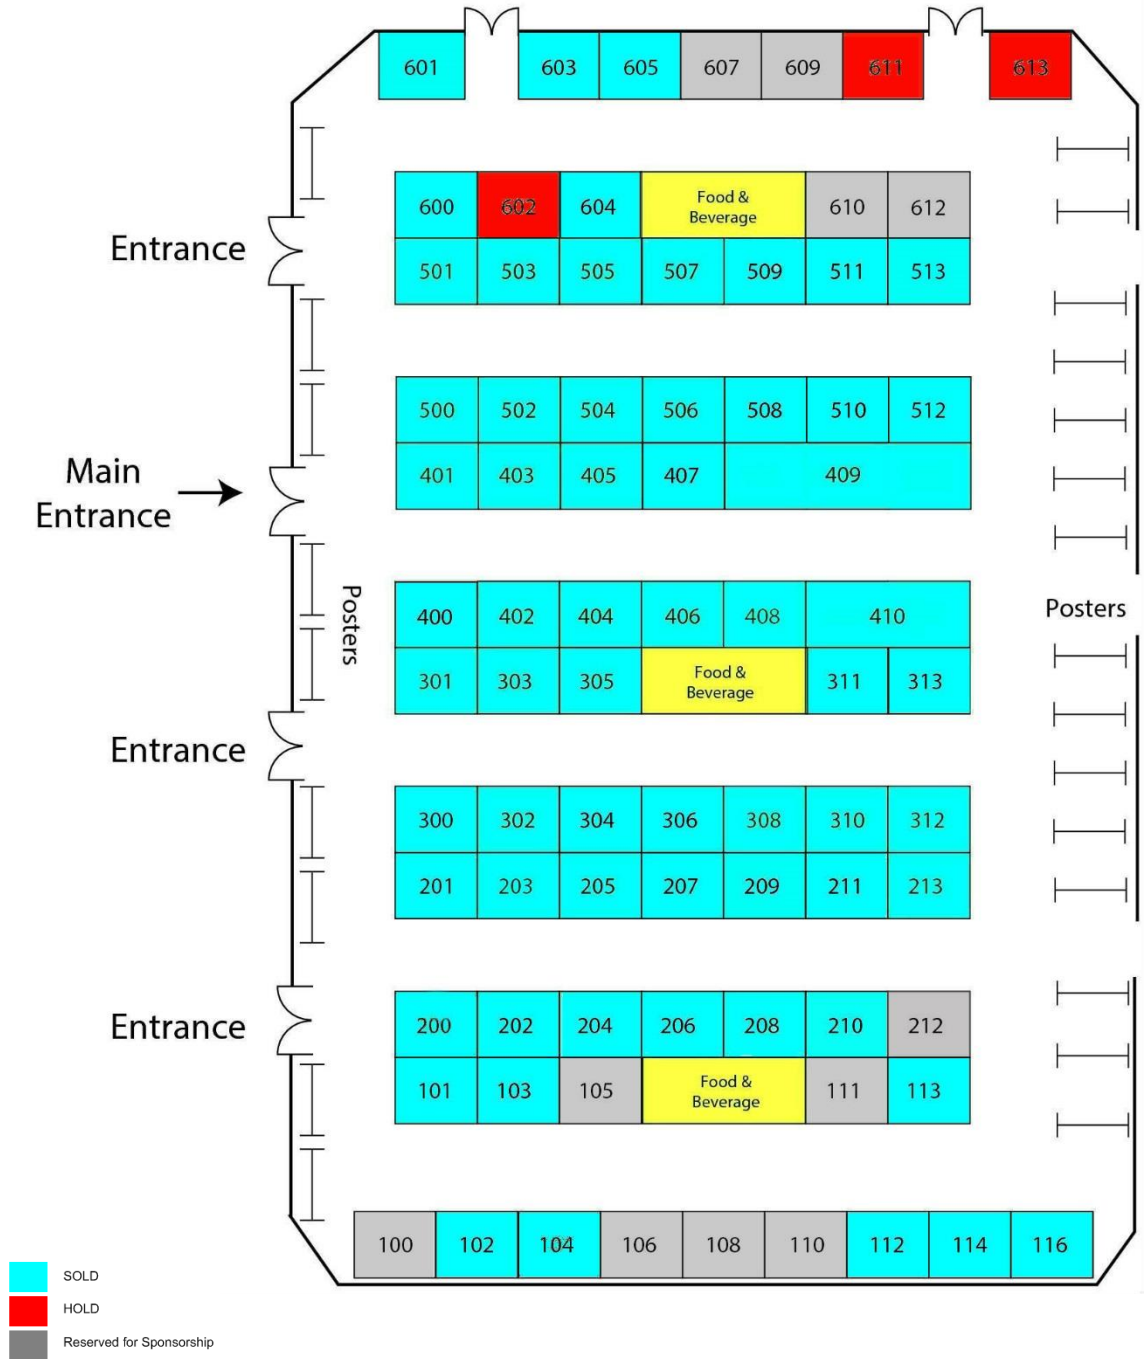 601 603 605 607 609 611 613
600 602 604 Food & Beverage 610 612
Entrance
501 503 505 507 509 511 513
500 502 504 506 508 510 512
Main
Entrance
401 403 405 407 409
Posters
400 402 404 406 408 410
Posters
301 303 305 Food & Beverage 311 313
Entrance
300 302 304 306 308 310 312
201 203 205 207 209 211 213
Entrance
200 202 204 206 208 210 212
101 103 105 Food & Beverage 111 113
100 102 104 106 108 110 112 114 116
SOLD
HOLD
Reserved for Sponsorship